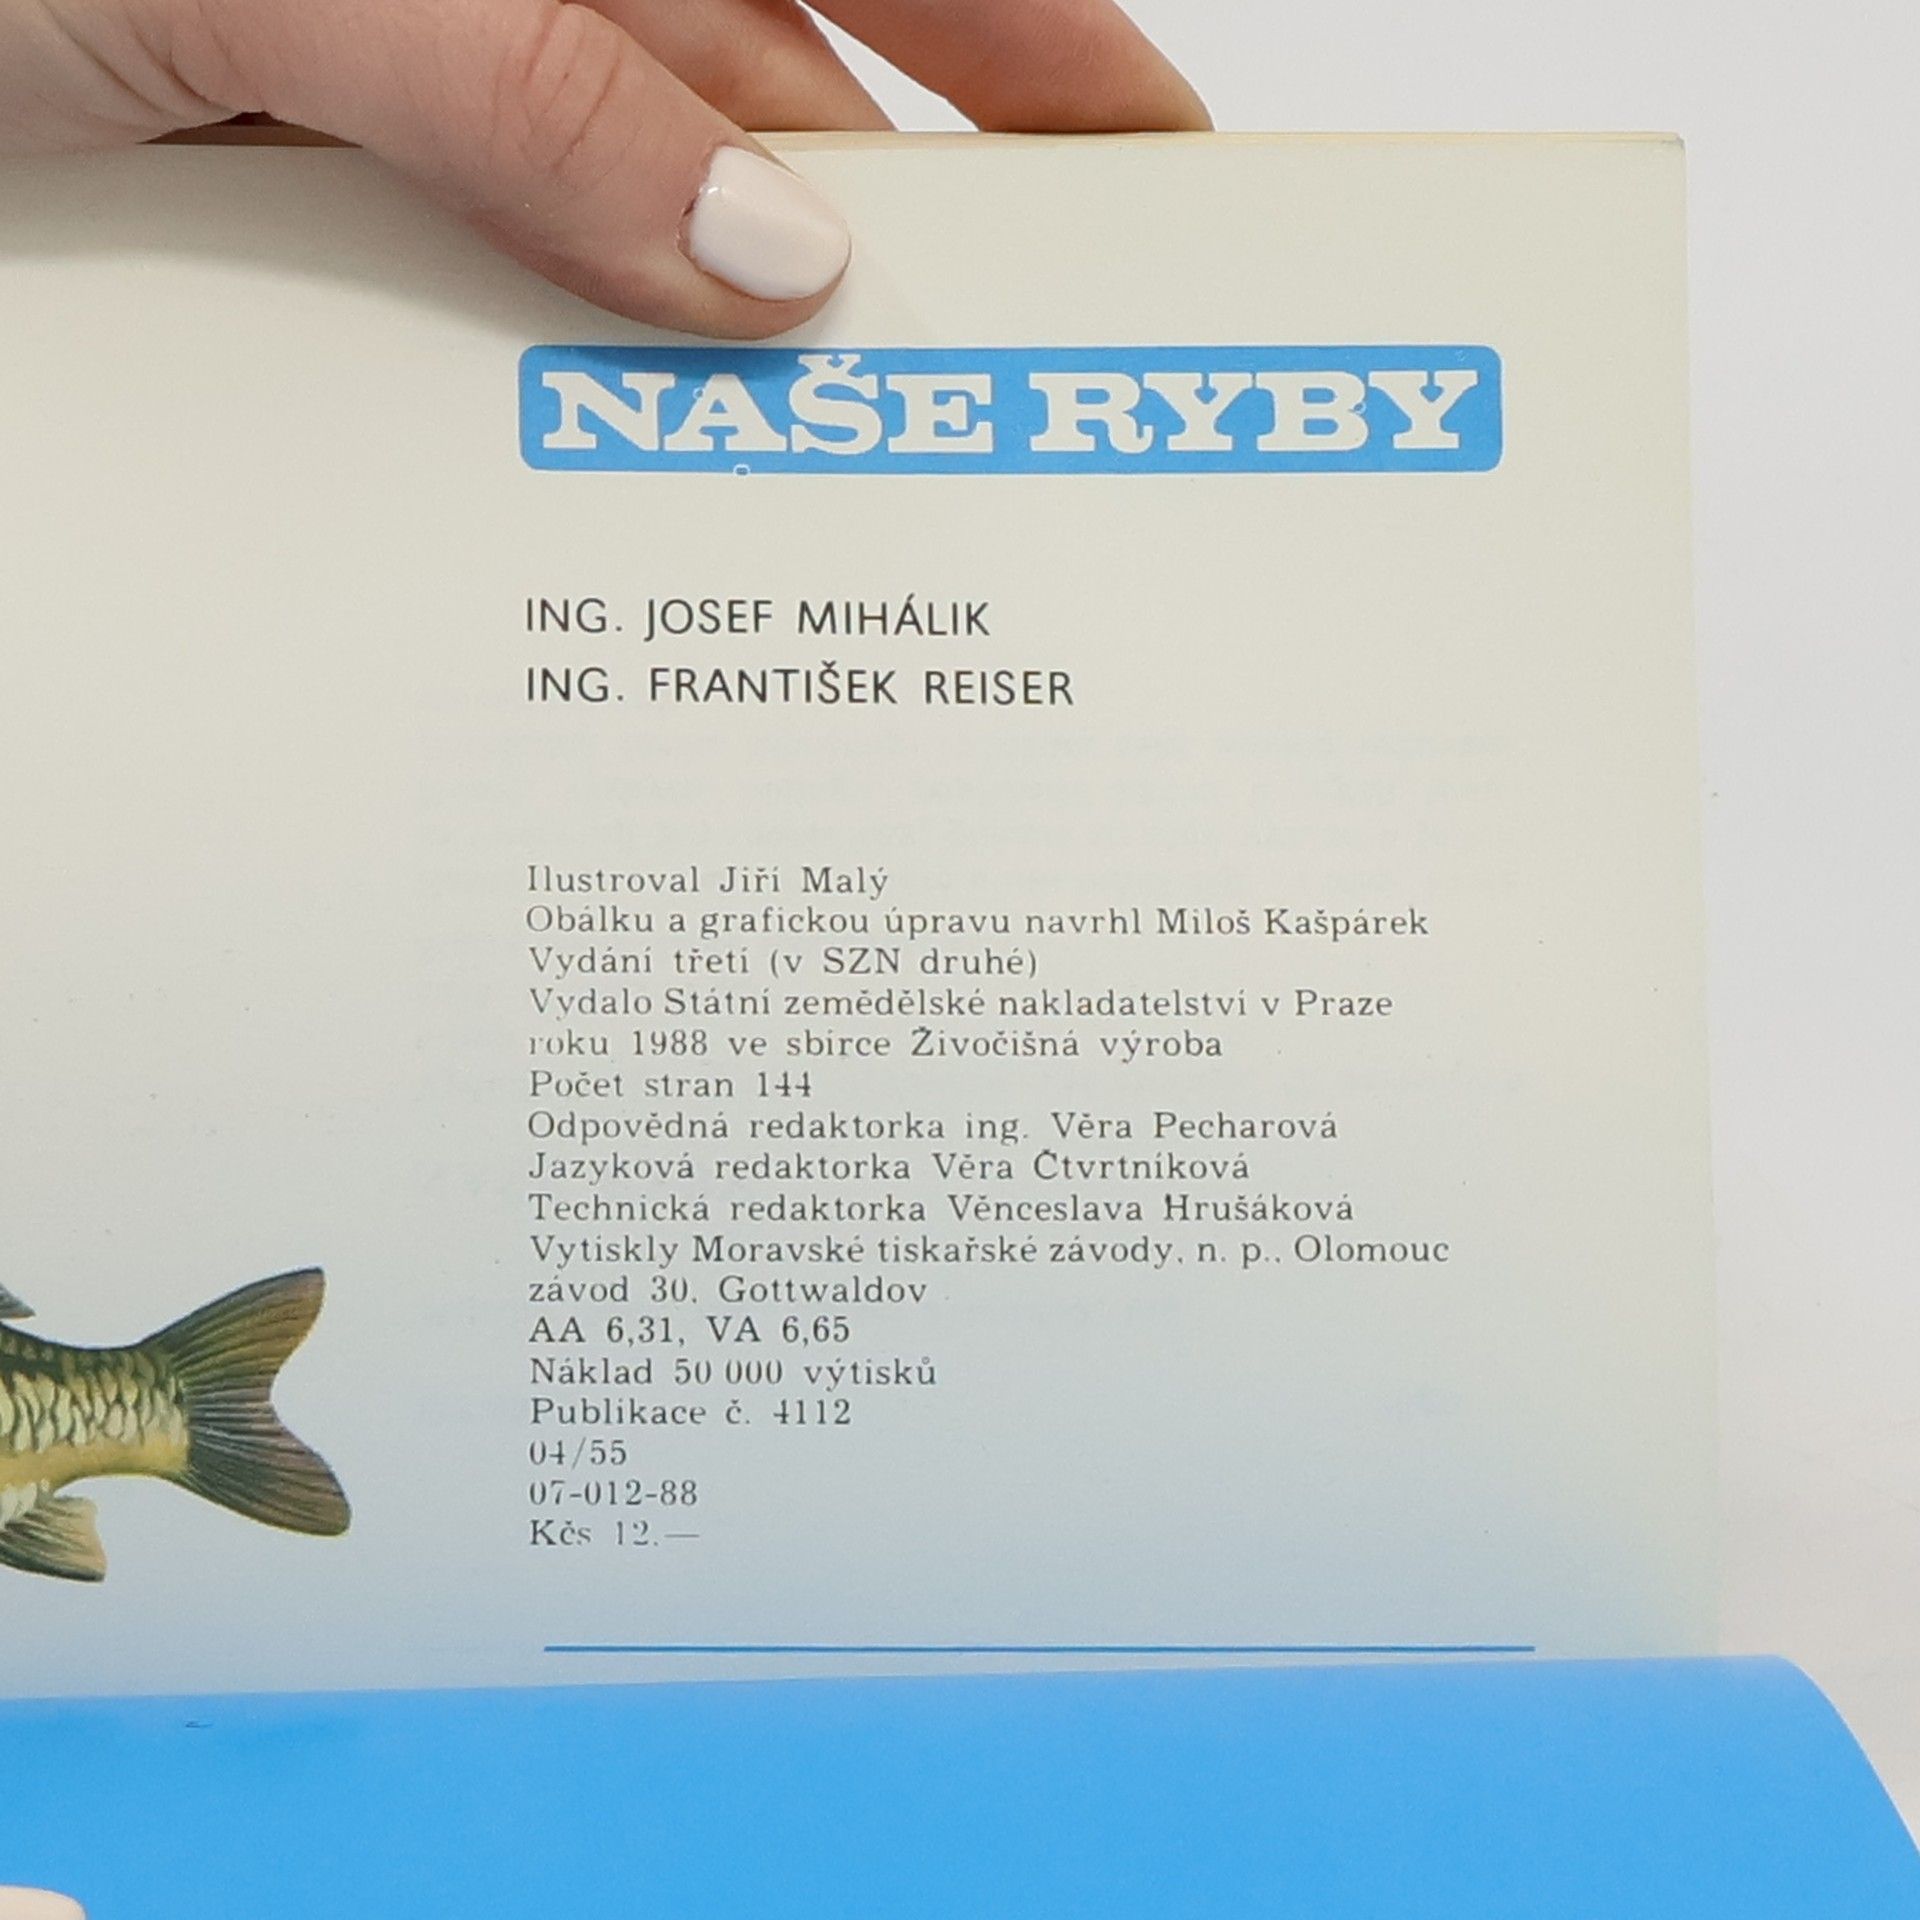 NAŠE RYBY
ING. JOSEF MIHÁLIK
ING. FRANTIŠEK REISER
Ilustroval Jiří Malý
Obálku a grafickou úpravu navrhl Miloš Kašpárek
Vydání třetí (v SZN druhé)
Vydalo Státní zemědělské nakladatelství v Praze
roku 1988 ve sbírce Živočišná výroba
Počet stran 144
Odpovědná redaktorka ing. Věra Pecharová
Jazyková redaktorka Věra Čtvrtníková
Technická redaktorka Věnceslava Hrušáková
Vytiskly Moravské tiskařské závody, n. p., Olomouc
závod 30, Gottwaldov
AA 6,31, VA 6,65
Náklad 50 000 výtisků
Publikace č. 4112
04/55
07-012-88
Kčs 12.—